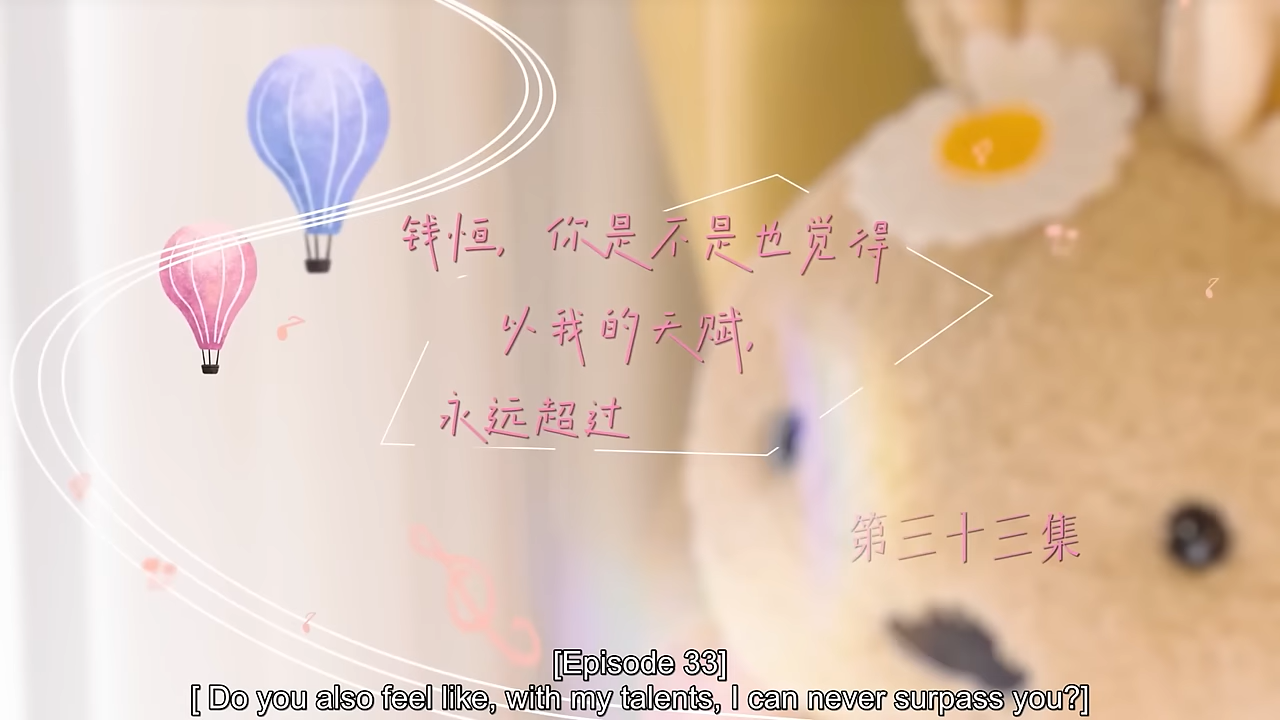 钱恒，你是不是也觉得
以我的天赋，
永远超过
第三十三集
[Episode 33]
[ Do you also feel like, with my talents, I can never surpass you?]